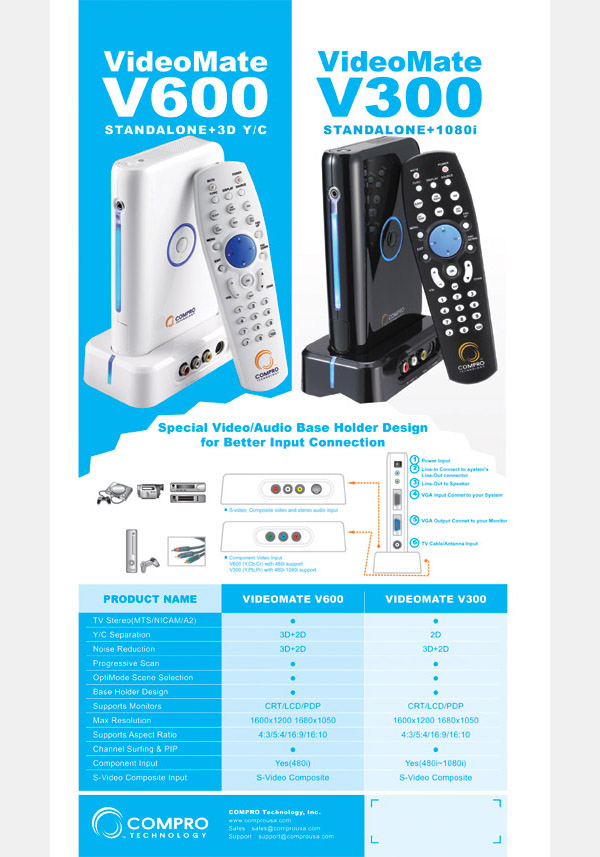 VideoMate
V600
STANDALONE+3D Y/C
VideoMate
V300
STANDALONE+1080i
COMPRO
COMPRO
TECHNOLOGY
COMPRO
COMPRO
TECHNOLOGY
Special Video/Audio Base Holder Design
for Better Input Connection
1 Power Input
2 Line-In Connect to system's
Line-Out connector
3 Line-Out to Speaker
4 VGA Input Connet to your System
5 VGA Output Connet to your Monitor
6 TV Cable/Antenna Input
■ S-video, Composite video and stereo audio input
■ Component Video Input
V600 (Y,Cb,Cr) with 480i support
V300 (Y,Pb,Pr) with 480i-1080i support
PRODUCT NAME VIDEOMATE V600 VIDEOMATE V300
TV Stereo(MTS/NICAM/A2) ● ●
Y/C Separation 3D+2D 2D
Noise Reduction 3D+2D 3D+2D
Progressive Scan ● ●
OptiMode Scene Selection ● ●
Base Holder Design ● ●
Supports Monitors CRT/LCD/PDP CRT/LCD/PDP
Max Resolution 1600x1200 1680x1050 1600x1200 1680x1050
Supports Aspect Ratio 4:3/5:4/16:9/16:10 4:3/5:4/16:9/16:10
Channel Surfing & PIP ● ●
Component Input Yes(480i) Yes(480i~1080i)
S-Video Composite Input S-Video Composite S-Video Composite
COMPRO
TECHNOLOGY
COMPRO Technology, Inc.
www.comprousa.com
Sales : sales@comprousa.com
Support : support@comprousa.com